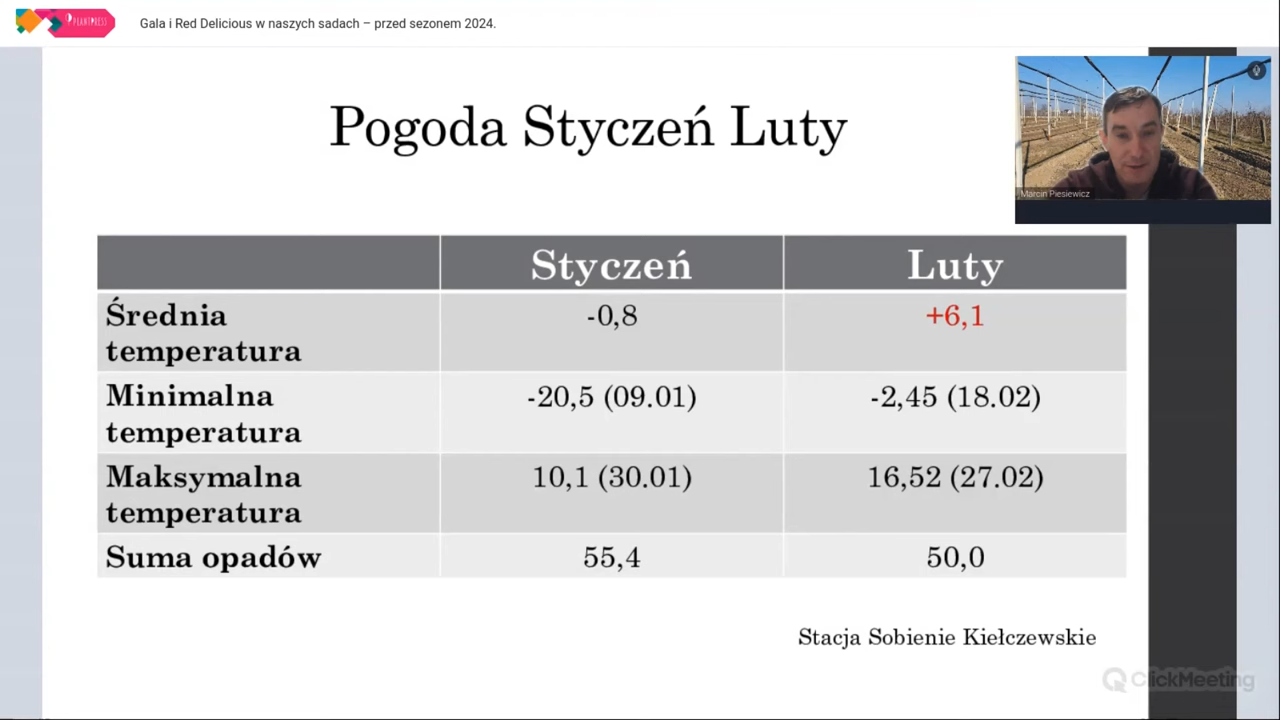 PLANTPRESS
Gala i Red Delicious w naszych sadach – przed sezonem 2024.
Pogoda Styczeń Luty
Marcin Piesiewicz
Styczeń Luty
Średnia temperatura -0,8 +6,1
Minimalna temperatura -20,5 (09.01) -2,45 (18.02)
Maksymalna temperatura 10,1 (30.01) 16,52 (27.02)
Suma opadów 55,4 50,0
Stacja Sobienie Kiełczewskie
ClickMeeting